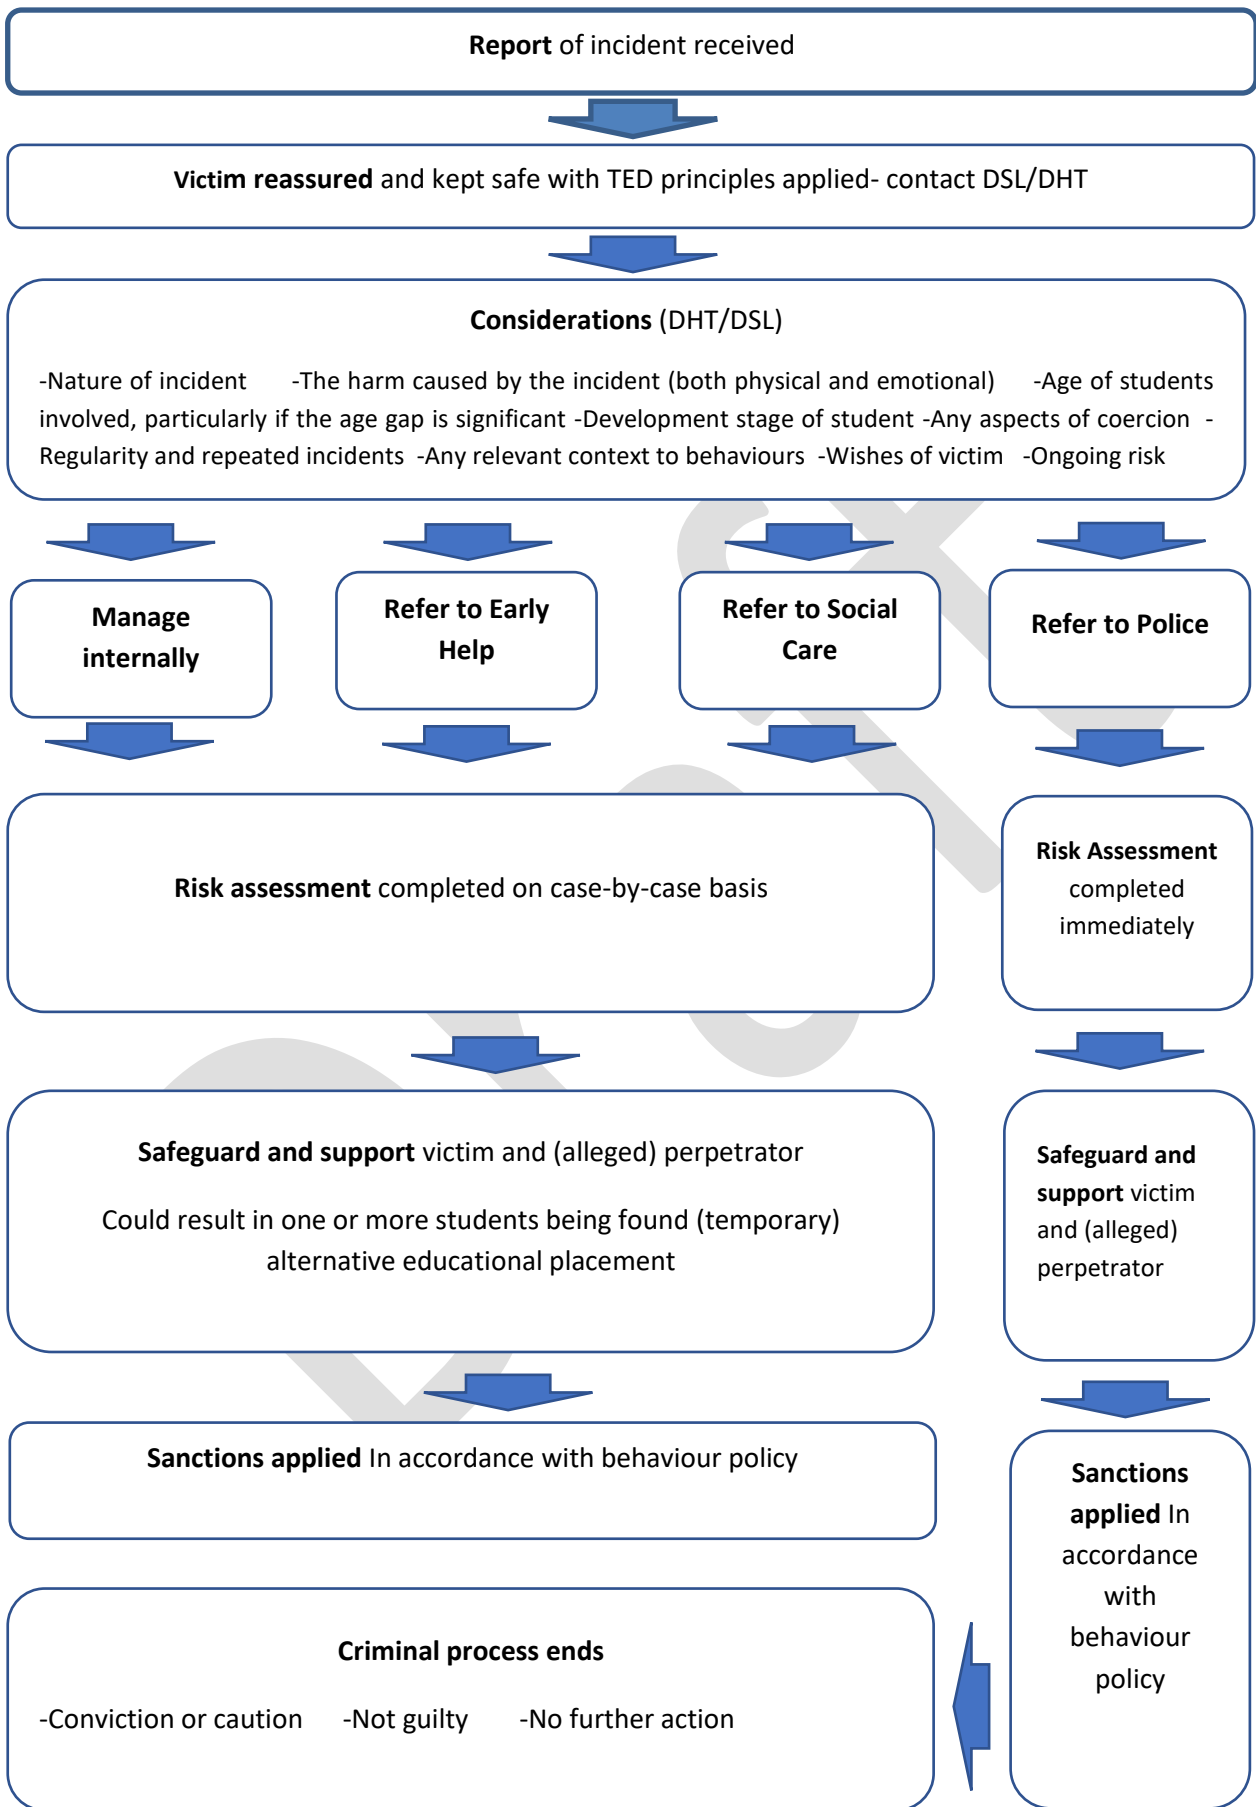 Report of incident received
Victim reassured and kept safe with TED principles applied- contact DSL/DHT
Considerations (DHT/DSL)
-Nature of incident -The harm caused by the incident (both physical and emotional) -Age of students
involved, particularly if the age gap is significant -Development stage of student -Any aspects of coercion -
Regularity and repeated incidents -Any relevant context to behaviours -Wishes of victim -Ongoing risk
Manage
internally
Refer to Early
Help
Refer to Social
Care
Refer to Police
Risk assessment completed on case-by-case basis
Risk Assessment
completed
immediately
Safeguard and support victim and (alleged) perpetrator
Could result in one or more students being found (temporary)
alternative educational placement
Safeguard and
support victim
and (alleged)
perpetrator
Sanctions applied In accordance with behaviour policy
Sanctions
applied In
accordance
with
behaviour
policy
Criminal process ends
-Conviction or caution -Not guilty -No further action